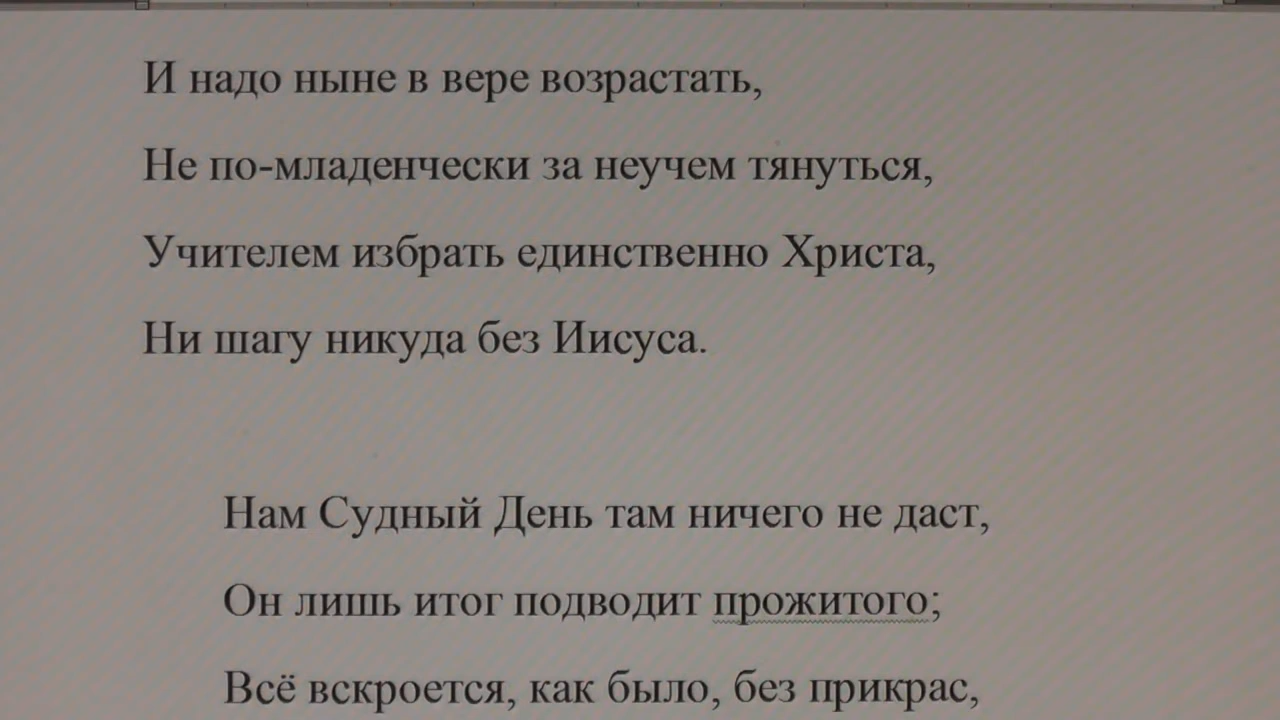 И надо ныне в вере возрастать,
Не по-младенчески за неучем тянуться,
Учителем избрать единственно Христа,
Ни шагу никуда без Иисуса.
Нам Судный День там ничего не даст,
Он лишь итог подводит прожитого;
Всё вскроется, как было, без прикрас,